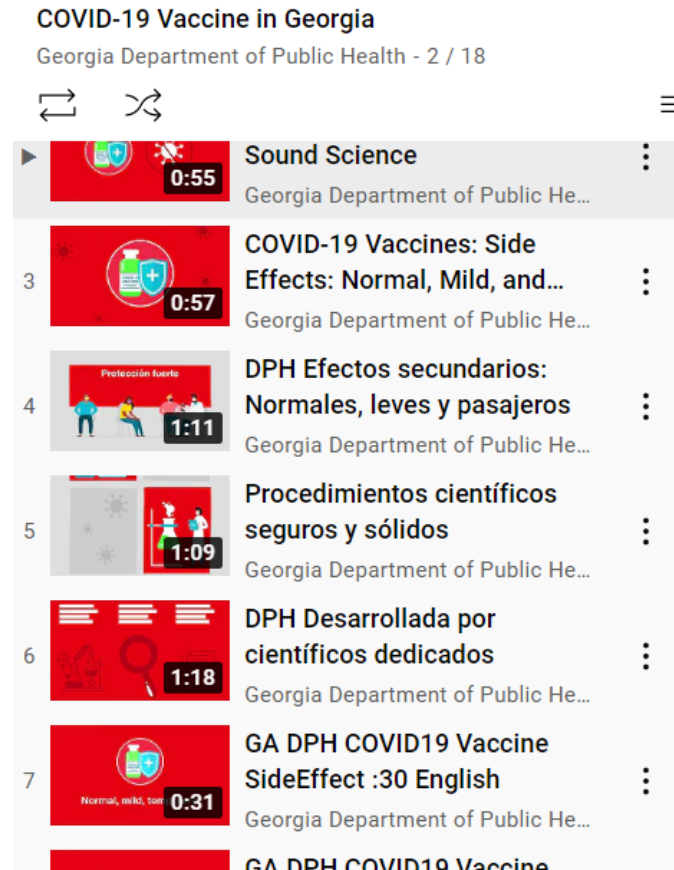 COVID-19 Vaccine in Georgia
Georgia Department of Public Health - 2 / 18
Sound Science
0:55
Georgia Department of Public He...
3
COVID-19 Vaccines: Side
Effects: Normal, Mild, and...
0:57
Georgia Department of Public He...
4
Protección fuerte
1:11
DPH Efectos secundarios:
Normales, leves y pasajeros
Georgia Department of Public He...
5
1:09
Procedimientos científicos
seguros y sólidos
Georgia Department of Public He...
6
1:18
DPH Desarrollada por
científicos dedicados
Georgia Department of Public He...
7
Normal, mild, tem
0:31
GA DPH COVID19 Vaccine
SideEffect :30 English
Georgia Department of Public He...
GA DPH COVID19 Vaccine